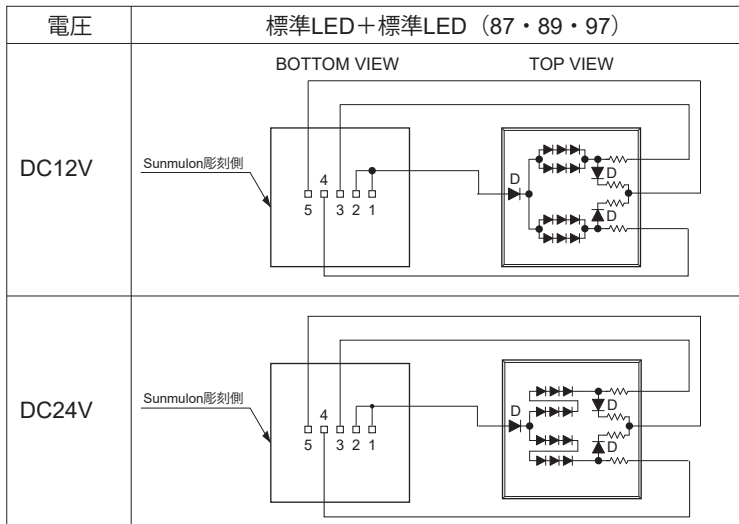 電圧
標準LED＋標準LED（87・89・97）
DC12V
BOTTOM VIEW
TOP VIEW
Sunmulon彫刻側
4
5 3 2 1
D
D
D
DC24V
Sunmulon彫刻側
4
5 3 2 1
D
D
D